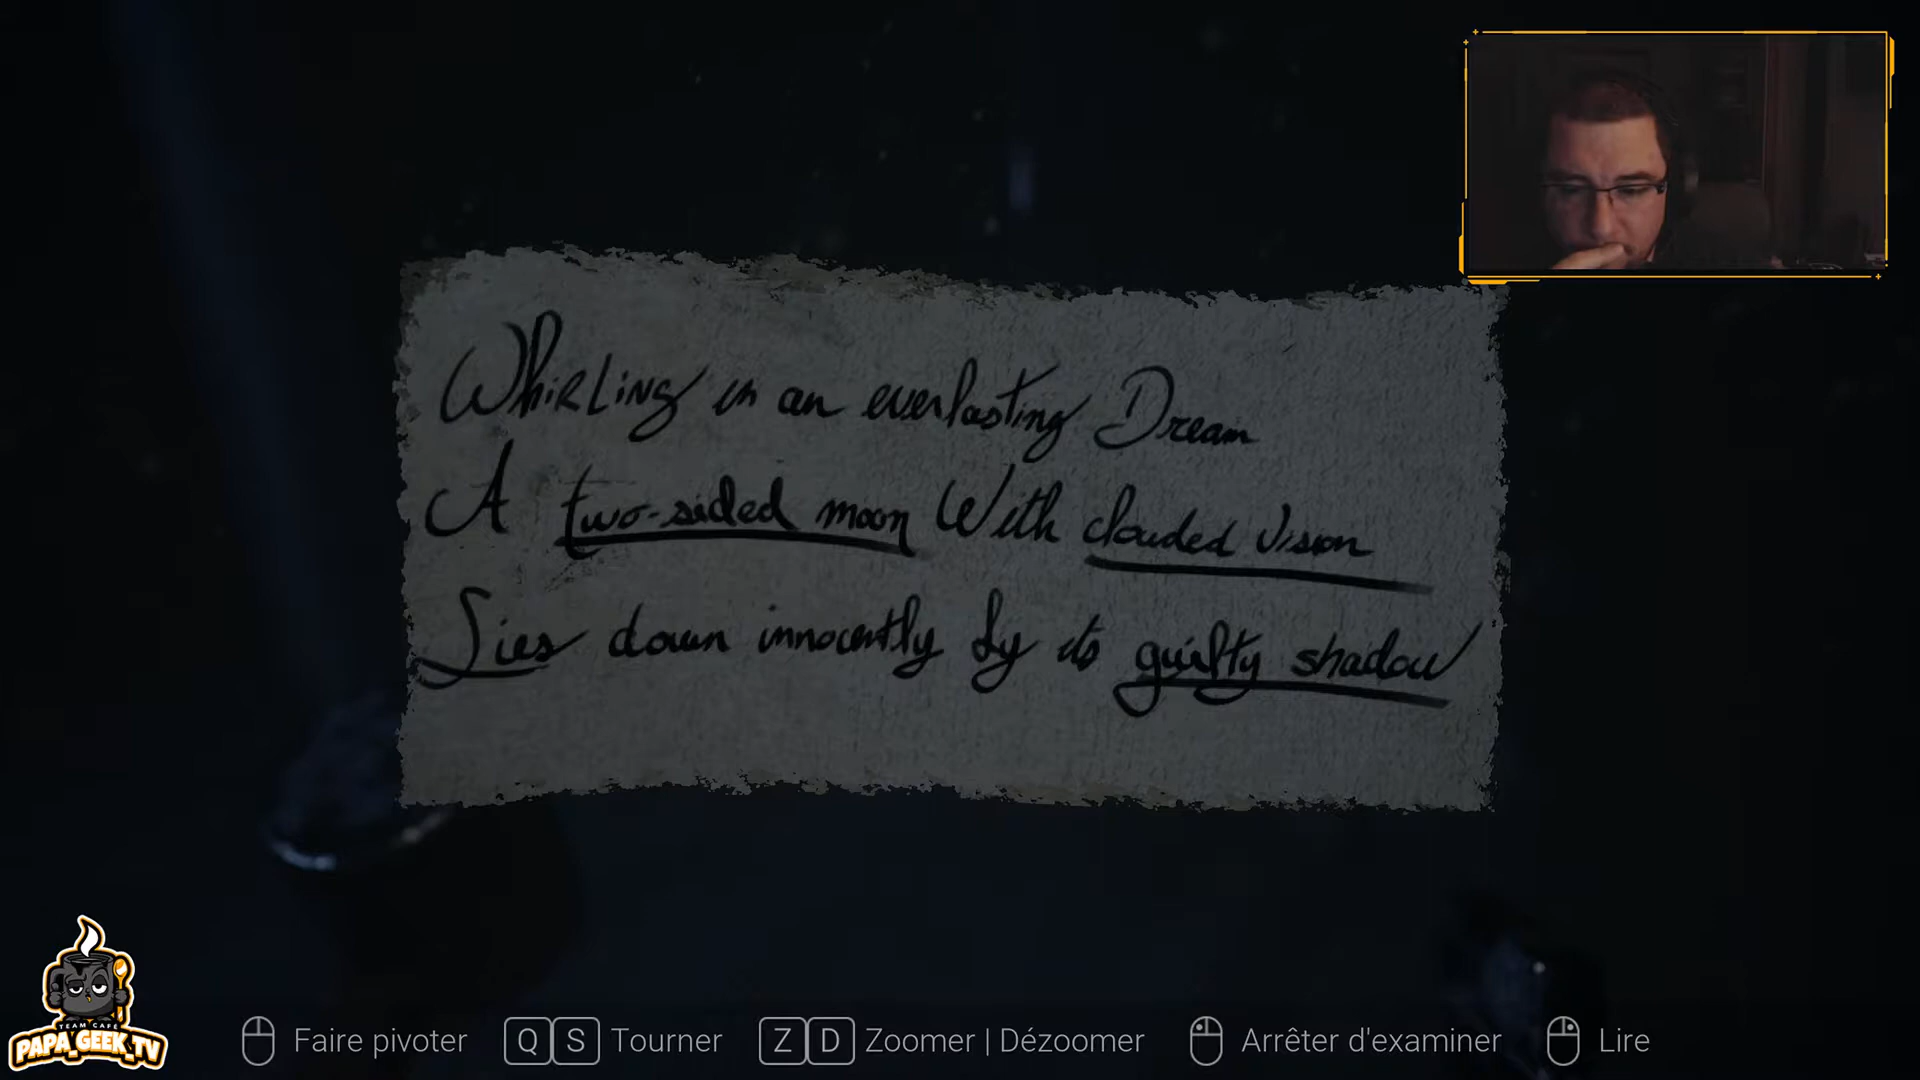 WhiRLiNg in an everlasting Dream
A two-sided moon With clouded vision
Lies down innocently by its guilty shadow
TEAM CAFÉ
PAPA_GEEK_TV
Faire pivoter
Q S Tourner
Z D Zoomer | Dézoomer
Arrêter d'examiner
Lire